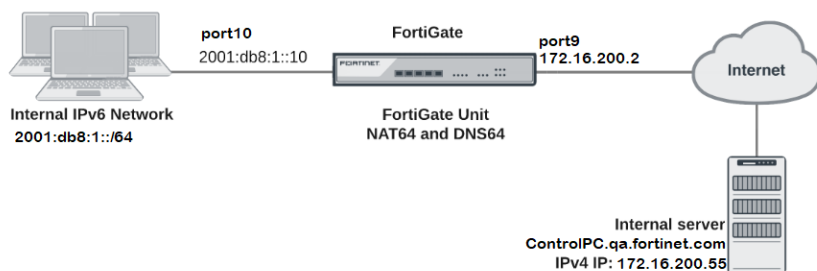 port10
2001:db8:1::10
FortiGate
port9
172.16.200.2
FORTINET
Internet
Internal IPv6 Network
2001:db8:1::/64
FortiGate Unit
NAT64 and DNS64
Internal server
ControlPC.qa.fortinet.com
IPv4 IP: 172.16.200.55